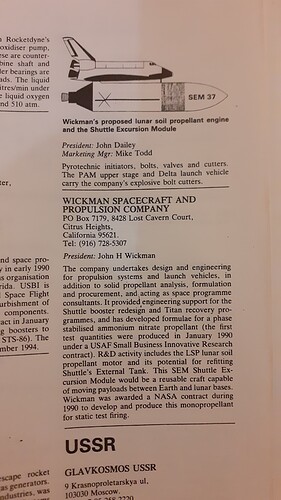 Rocketdyne's
oxidiser pump,
se are counter-
bine shaft and
ler bearings are
ads. The liquid
litres/min under
e liquid oxygen
nd 510 atm.
ter,
nd space pro-
y in early 1990
as organisation
rida. USBI is
l Space Flight
urbishment of
components.
act in January
ng boosters to
STS-86). The
mber 1994.
escape rocket
as generators.
ndustries, was
SEM 37
Wickman's proposed lunar soil propellant engine
and the Shuttle Excursion Module
President: John Dailey
Marketing Mgr: Mike Todd
Pyrotechnic initiators, bolts, valves and cutters.
The PAM upper stage and Delta launch vehicle
carry the company's explosive bolt cutters.
WICKMAN SPACECRAFT AND
PROPULSION COMPANY
PO Box 7179, 8428 Lost Cavern Court,
Citrus Heights,
California 95621.
Tel: (916) 728-5307
President: John H Wickman
The company undertakes design and engineering
for propulsion systems and launch vehicles, in
addition to solid propellant analysis, formulation
and procurement, and acting as space programme
consultants. It provided engineering support for the
Shuttle booster redesign and Titan recovery pro-
grammes, and has developed formulae for a phase
stabilised ammonium nitrate propellant (the first
test quantities were produced in January 1990
under a USAF Small Business Innovative Research
contract). R&D activity includes the LSP lunar soil
propellant motor and its potential for refitting
Shuttle's External Tank. This SEM Shuttle Ex-
cursion Module would be a reusable craft capable
of moving payloads between Earth and lunar bases.
Wickman was awarded a NASA contract during
1990 to develop and produce this monopropellant
for static test firing.
USSR
GLAVKOSMOS USSR
9 Krasnoproletarskya ul,
103030 Moscow.